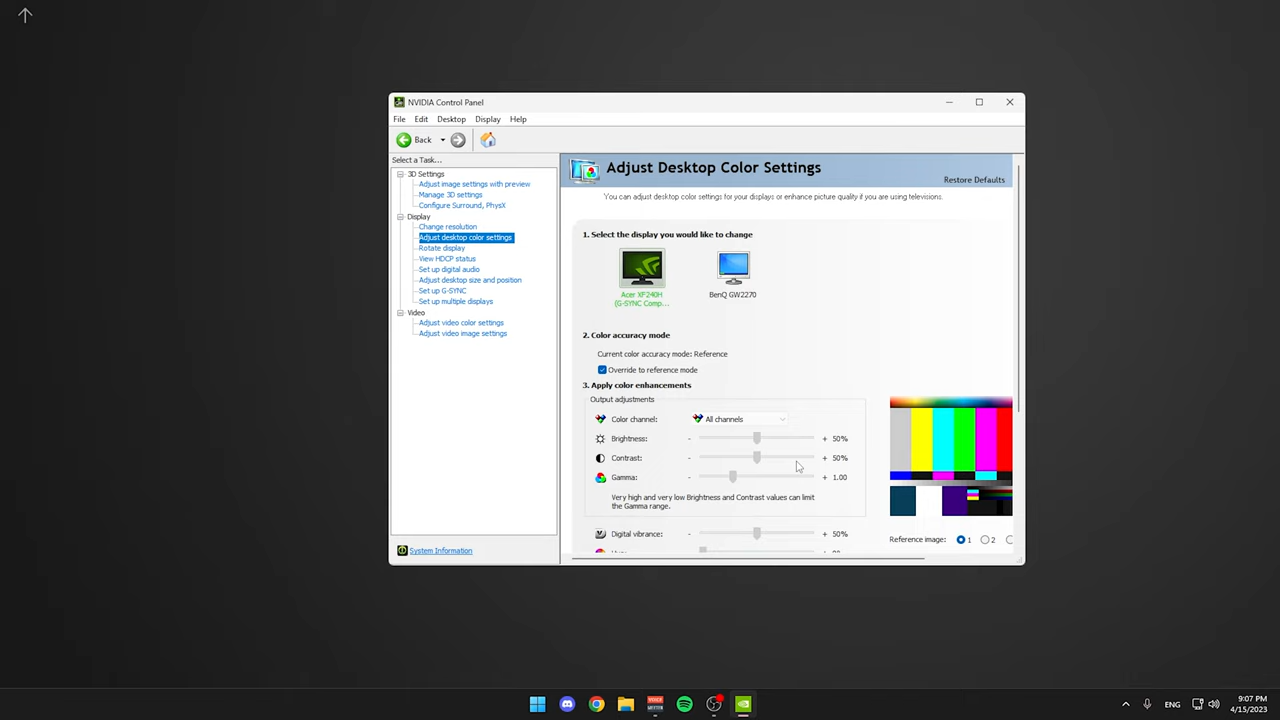 NVIDIA Control Panel
File Edit Desktop Display Help
Back
Select a Task...
3D Settings
Adjust image settings with preview
Manage 3D settings
Configure Surround, PhysX
Display
Change resolution
Adjust desktop color settings
Rotate display
View HDCP status
Set up digital audio
Adjust desktop size and position
Set up G-SYNC
Set up multiple displays
Video
Adjust video color settings
Adjust video image settings
System Information
Adjust Desktop Color Settings
Restore Defaults
You can adjust desktop color settings for your displays or enhance picture quality if you are using televisions.
1. Select the display you would like to change
Acer XF240H
(G-SYNC Comp...
BenQ GW2270
2. Color accuracy mode
Current color accuracy mode: Reference
Override to reference mode
3. Apply color enhancements
Output adjustments
Color channel: All channels
Brightness: - + 50%
Contrast: - + 50%
Gamma: - + 1.00
Very high and very low Brightness and Contrast values can limit
the Gamma range.
Digital vibrance: - + 50%
Reference image: 1 2
VOICE
MEETER
ENG
9:07 PM
4/15/2023